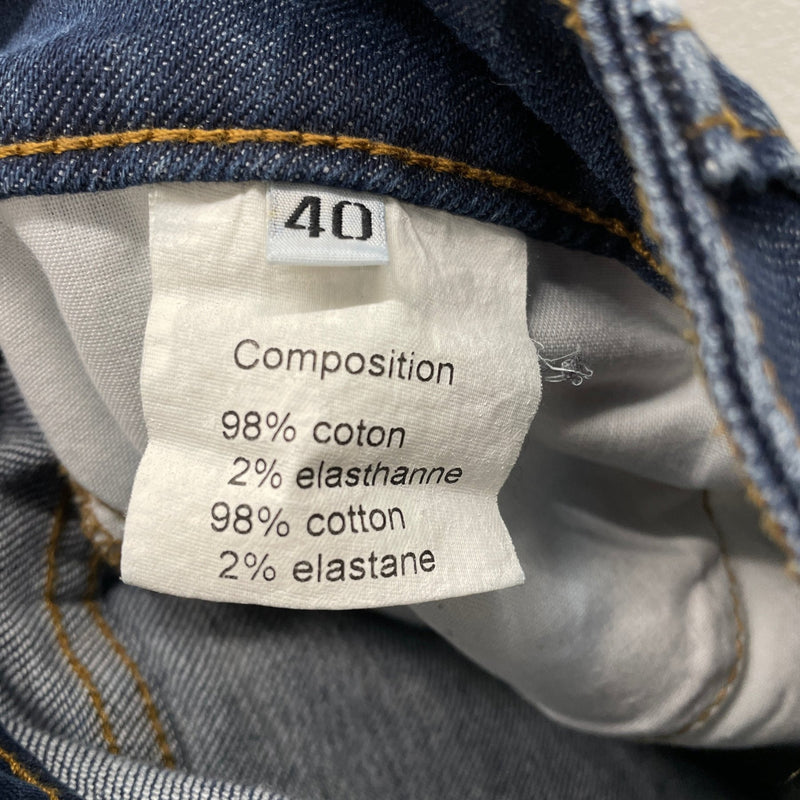 40
Composition
98% coton
2% elasthanne
98% cotton
2% elastane